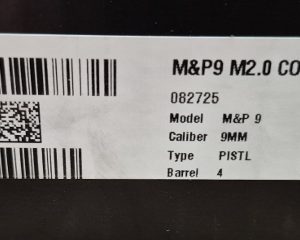 M&P9 M2.0 CO
082725
Model M&P 9
Caliber 9MM
Type PISTL
Barrel 4